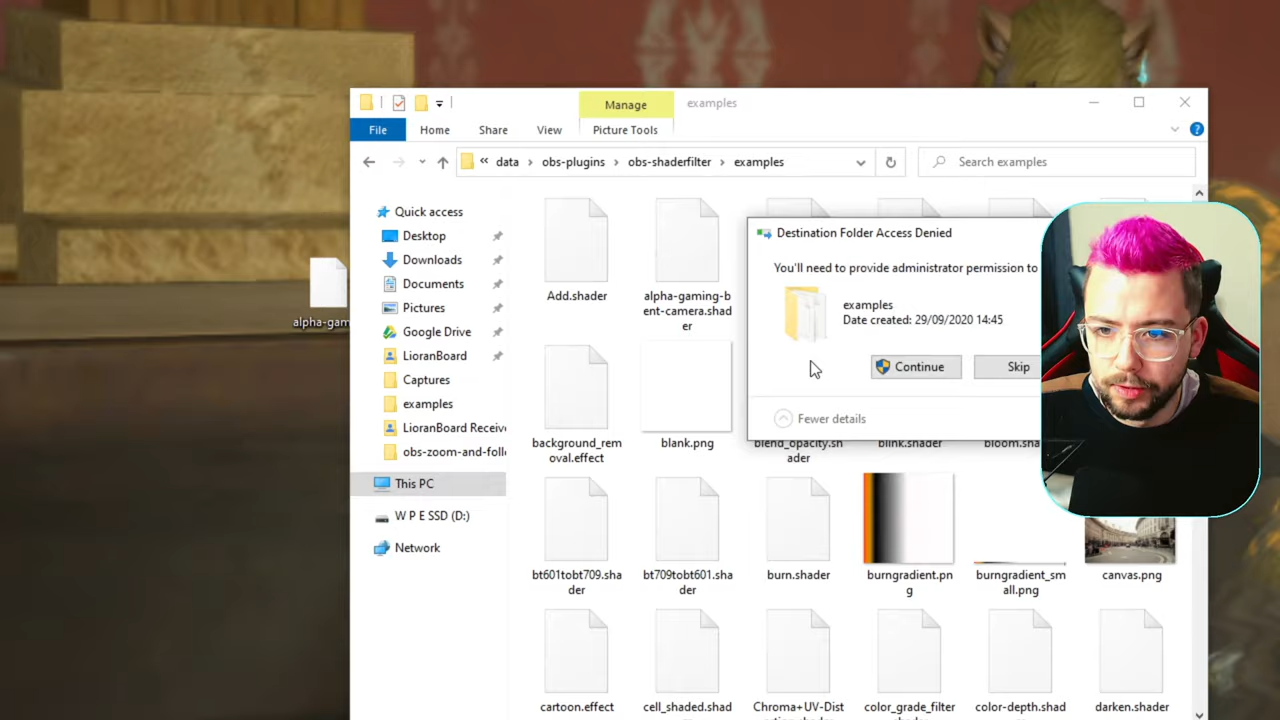 Manage
examples
File
Home
Share
View
Picture Tools
data
obs-plugins
obs-shaderfilter
examples
Search examples
Quick access
Desktop
Downloads
Documents
Pictures
Google Drive
LioranBoard
Captures
examples
LioranBoard Receive
obs-zoom-and-follo
This PC
W P E SSD (D:)
Network
alpha-gam
Add.shader
alpha-gaming-b
ent-camera.shad
er
Destination Folder Access Denied
You'll need to provide administrator permission to
examples
Date created: 29/09/2020 14:45
Continue
Skip
Fewer details
background_rem
oval.effect
blank.png
blend_opacity.sh
ader
blink.shader
bloom.sha
bt601tobt709.sha
der
bt709tobt601.sha
der
burn.shader
burngradient.pn
g
burngradient_sm
all.png
canvas.png
cartoon.effect
cell_shaded.shad
Chroma+UV-Dist
color_grade_filter
color-depth.shad
darken.shader